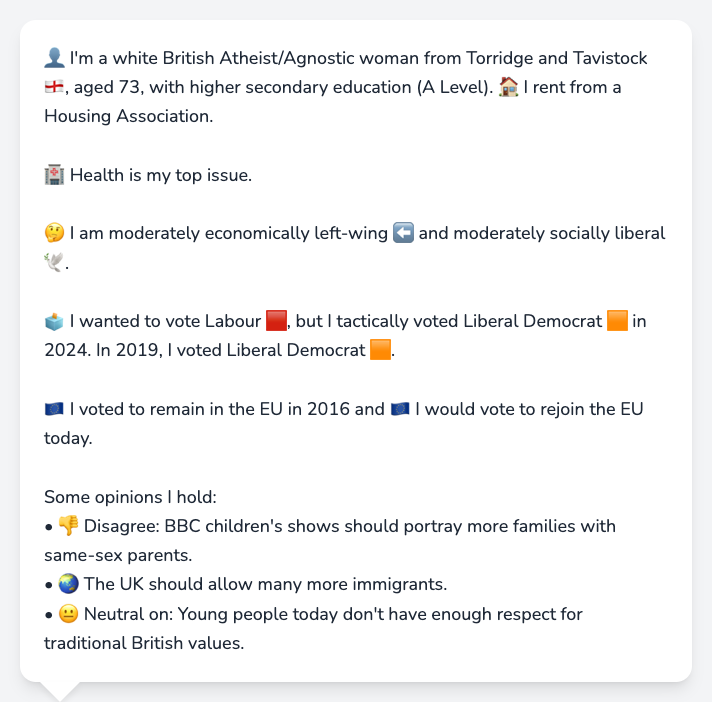 👤 I'm a white British Atheist/Agnostic woman from Torridge and Tavistock
🏴󠁧󠁢󠁥󠁮󠁧󠁿, aged 73, with higher secondary education (A Level). 🏠 I rent from a
Housing Association.
🏥 Health is my top issue.
🤔 I am moderately economically left-wing ⬅️ and moderately socially liberal
🕊️.
🗳️ I wanted to vote Labour 🟥, but I tactically voted Liberal Democrat 🟧 in
2024. In 2019, I voted Liberal Democrat 🟧.
🇪🇺 I voted to remain in the EU in 2016 and 🇪🇺 I would vote to rejoin the EU
today.
Some opinions I hold:
• 👎 Disagree: BBC children's shows should portray more families with
same-sex parents.
• 🌏 The UK should allow many more immigrants.
• 😐 Neutral on: Young people today don't have enough respect for
traditional British values.